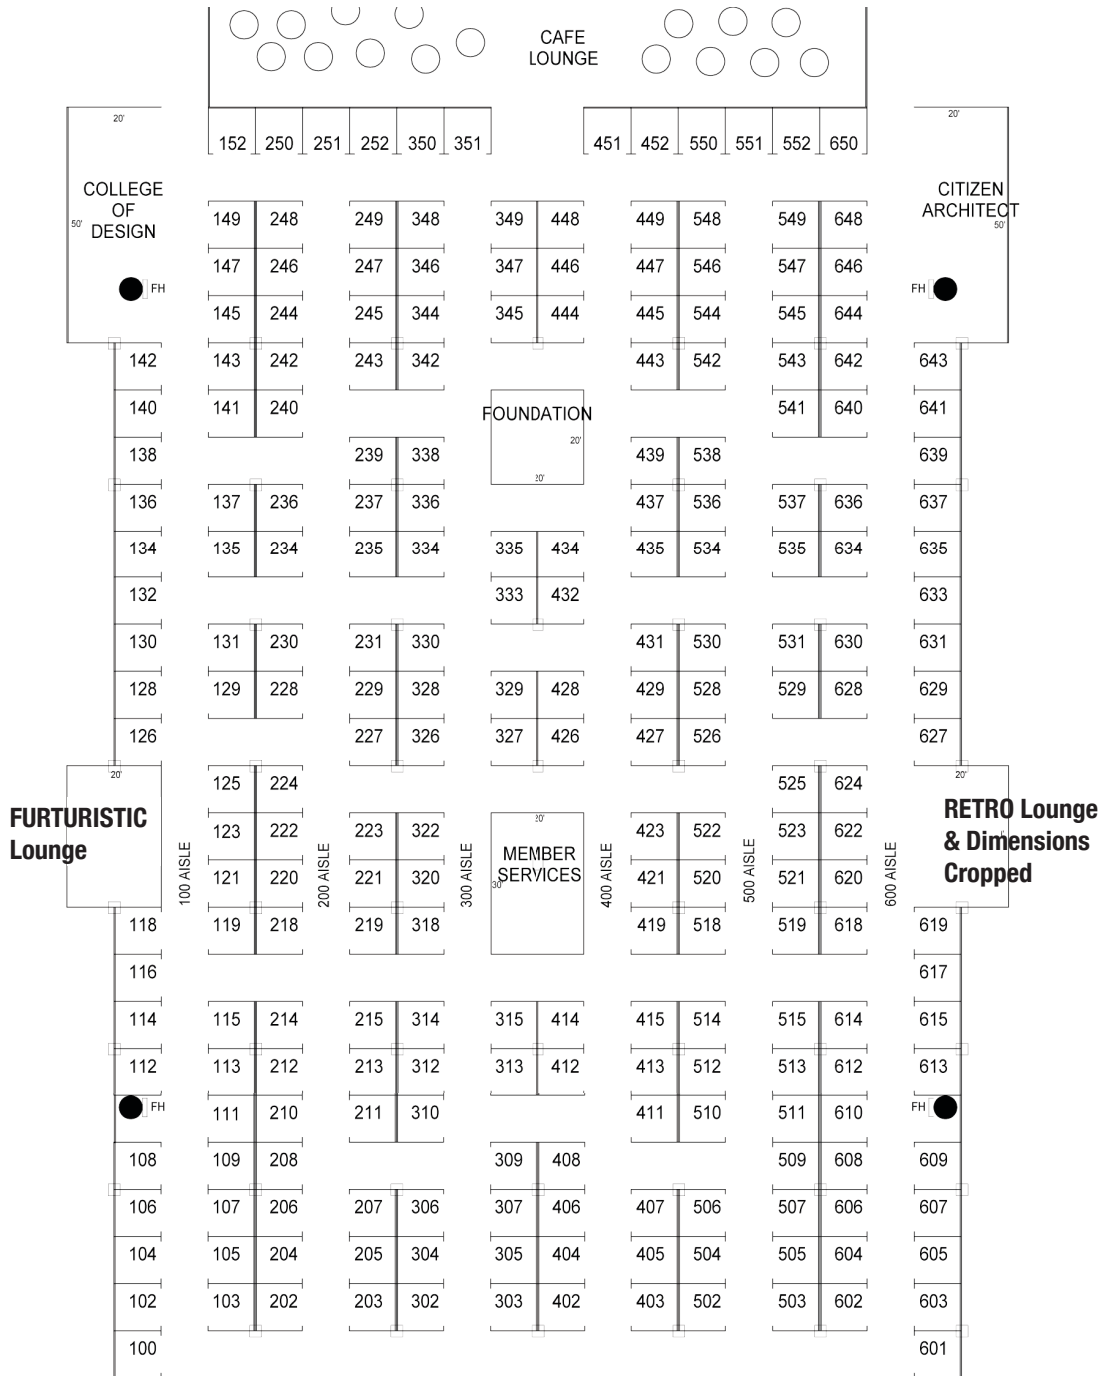 CAFE
LOUNGE
20'
20'
152 250 251 252 350 351 451 452 550 551 552 650
COLLEGE
OF
DESIGN
50'
CITIZEN
ARCHITECT
50'
149 248 249 348 349 448 449 548 549 648
147 246 247 346 347 446 447 546 547 646
FH
FH
145 244 245 344 345 444 445 544 545 644
142 143 242 243 342 443 542 543 642 643
140 141 240 541 640 641
FOUNDATION
20'
20'
138 239 338 439 538 639
136 137 236 237 336 437 536 537 636 637
134 135 234 235 334 335 434 435 534 535 634 635
132 333 432 633
130 131 230 231 330 431 530 531 630 631
128 129 228 229 328 329 428 429 528 529 628 629
126 227 326 327 426 427 526 627
20'
20'
125 224 525 624
FURTURISTIC
Lounge
RETRO Lounge
& Dimensions
Cropped
123 222 223 322 423 522 523 622
20'
MEMBER
SERVICES
30'
121 220 221 320 421 520 521 620
100 AISLE
200 AISLE
300 AISLE
400 AISLE
500 AISLE
600 AISLE
118 119 218 219 318 419 518 519 618 619
116 617
114 115 214 215 314 315 414 415 514 515 614 615
112 113 212 213 312 313 412 413 512 513 612 613
FH
FH
111 210 211 310 411 510 511 610
108 109 208 309 408 509 608 609
106 107 206 207 306 307 406 407 506 507 606 607
104 105 204 205 304 305 404 405 504 505 604 605
102 103 202 203 302 303 402 403 502 503 602 603
100 601